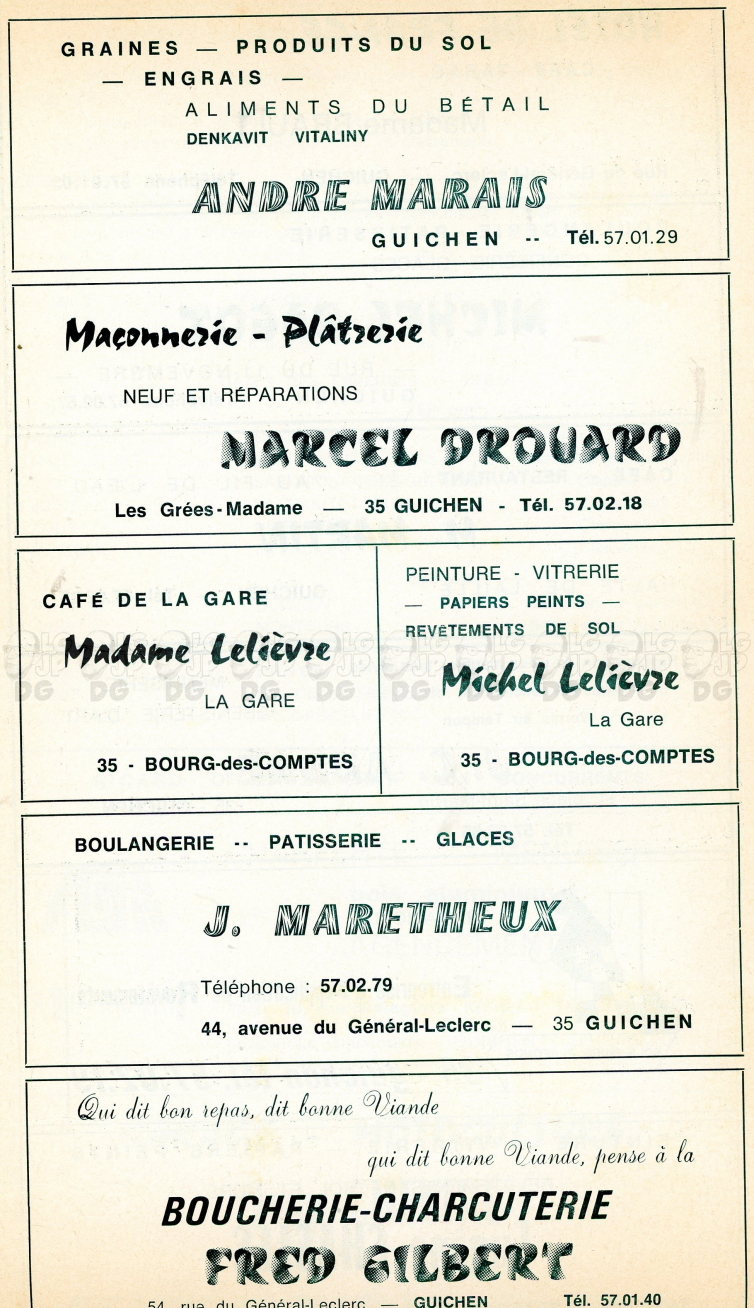 GRAINES — PRODUITS DU SOL
— ENGRAIS —
ALIMENTS DU BÉTAIL
DENKAVIT VITALINY
ANDRE MARAIS
GUICHEN -- Tél. 57.01.29
Maçonnerie - Plâtrerie
NEUF ET RÉPARATIONS
MARCEL DROUARD
Les Grées-Madame — 35 GUICHEN - Tél. 57.02.18
CAFÉ DE LA GARE
Madame Lelièvre
LA GARE
35 - BOURG-des-COMPTES
PEINTURE - VITRERIE
— PAPIERS PEINTS —
REVêTEMENTS DE SOL
Michel Lelièvre
La Gare
35 - BOURG-des-COMPTES
BOULANGERIE -- PATISSERIE -- GLACES
J. MARETHEUX
Téléphone : 57.02.79
44, avenue du Général-Leclerc — 35 GUICHEN
Qui dit bon repas, dit bonne Viande
qui dit bonne Viande, pense à la
BOUCHERIE-CHARCUTERIE
FRED GILBERT
54, rue du Général-Leclerc — GUICHEN Tél. 57.01.40